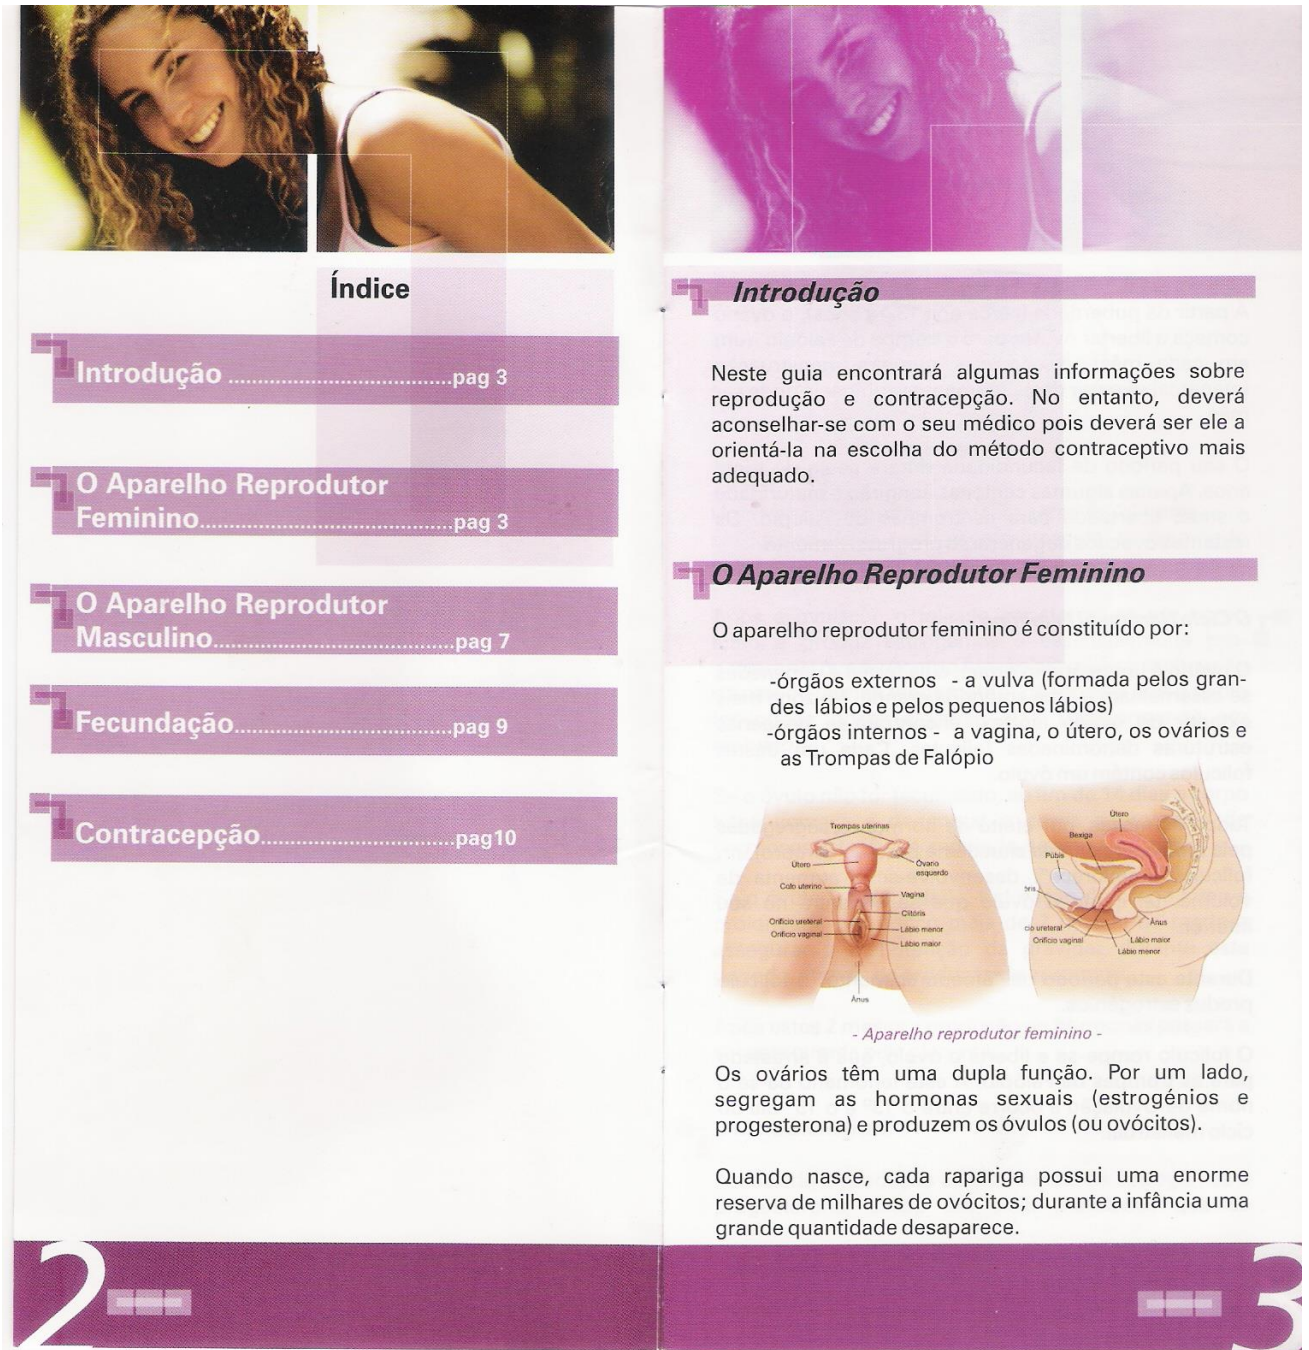 Índice
Introdução .......................................pag 3
O Aparelho Reprodutor
Feminino............................................pag 3
O Aparelho Reprodutor
Masculino..........................................pag 7
Fecundação......................................pag 9
Contracepção..................................pag10
2
Introdução
Neste guia encontrará algumas informações sobre
reprodução e contracepção. No entanto, deverá
aconselhar-se com o seu médico pois deverá ser ele a
orientá-la na escolha do método contraceptivo mais
adequado.
O Aparelho Reprodutor Feminino
O aparelho reprodutor feminino é constituído por:
-órgãos externos - a vulva (formada pelos gran-
des lábios e pelos pequenos lábios)
-órgãos internos - a vagina, o útero, os ovários e
as Trompas de Falópio
Trompas uterinas
Útero
Óvario
esquerdo
Colo uterino
Vagina
Clitóris
Orifício ureteral
Orifício vaginal
Lábio menor
Lábio maior
Ânus
Útero
Bexiga
Púbis
óris
cio ureteral
Orifício vaginal
Ânus
Lábio maior
Lábio menor
- Aparelho reprodutor feminino -
Os ovários têm uma dupla função. Por um lado,
segregam as hormonas sexuais (estrogénios e
progesterona) e produzem os óvulos (ou ovócitos).
Quando nasce, cada rapariga possui uma enorme
reserva de milhares de ovócitos; durante a infância uma
grande quantidade desaparece.
3